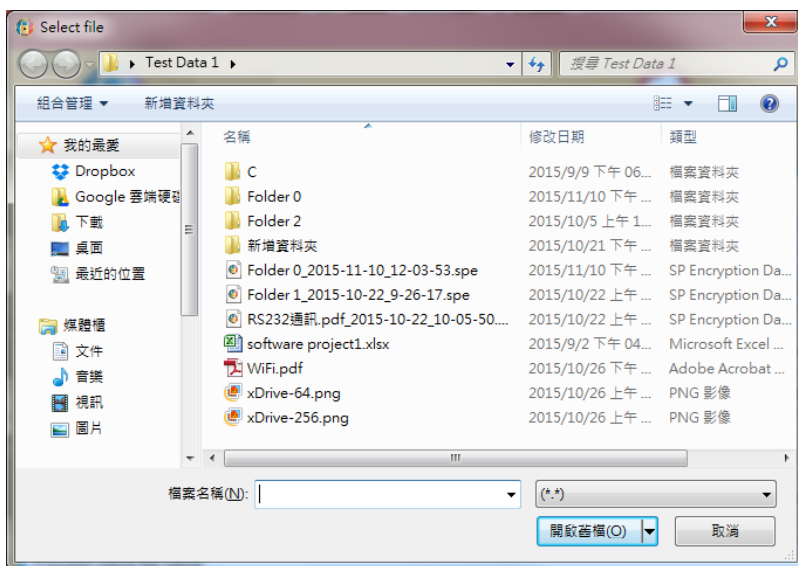 Select file
Test Data 1
搜尋 Test Data 1
組合管理 新增資料夾
名稱 修改日期 類型
我的最愛
Dropbox
Google 雲端硬碟
下載
桌面
最近的位置
媒體櫃
文件
音樂
視訊
圖片
C 2015/9/9 下午 06... 檔案資料夾
Folder 0 2015/11/10 下午 ... 檔案資料夾
Folder 2 2015/10/5 上午 1... 檔案資料夾
新增資料夾 2015/10/21 下午 ... 檔案資料夾
Folder 0_2015-11-10_12-03-53.spe 2015/11/10 下午 ... SP Encryption Da...
Folder 1_2015-10-22_9-26-17.spe 2015/10/22 上午 ... SP Encryption Da...
RS232通訊.pdf_2015-10-22_10-05-50.... 2015/10/22 上午 ... SP Encryption Da...
software project1.xlsx 2015/9/2 下午 04... Microsoft Excel ...
WiFi.pdf 2015/10/26 下午 ... Adobe Acrobat ...
xDrive-64.png 2015/10/26 上午 ... PNG 影像
xDrive-256.png 2015/10/26 上午 ... PNG 影像
檔案名稱(N): (*.*)
開啟舊檔(O) 取消